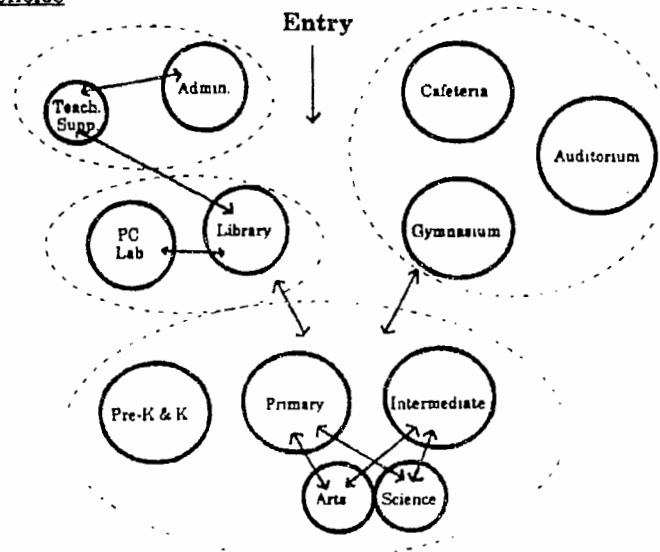 Entry
Teach.
Supp.
Admin.
Cafeteria
Auditorium
PC
Lab
Library
Gymnasium
Pre-K & K
Primary
Intermediate
Arts
Science